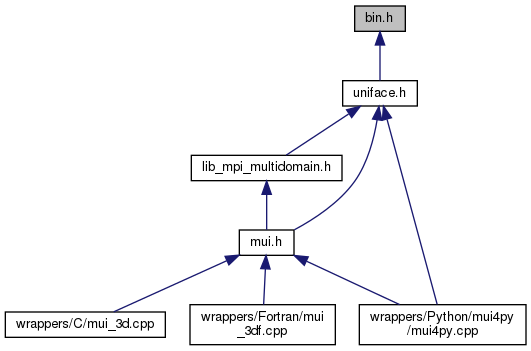 bin.h
uniface.h
lib_mpi_multidomain.h
mui.h
wrappers/C/mui_3d.cpp
wrappers/Fortran/mui
_3df.cpp
wrappers/Python/mui4py
/mui4py.cpp